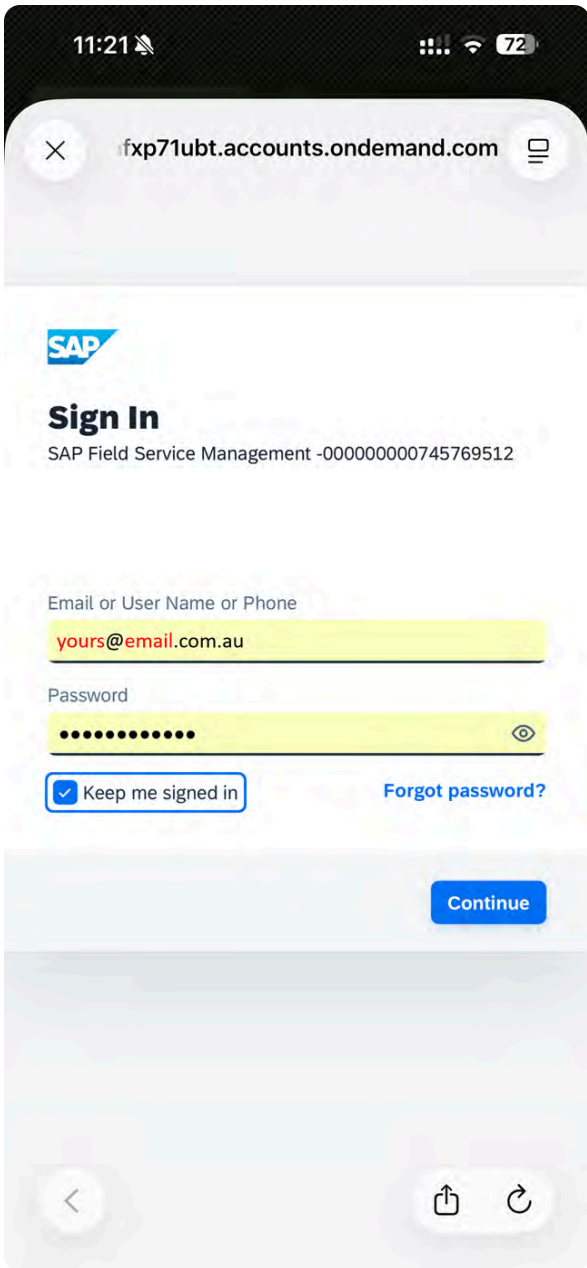 11:21
72
fxp71ubt.accounts.ondemand.com
SAP
Sign In
SAP Field Service Management -000000000745769512
Email or User Name or Phone
yours@email.com.au
Password
••••••••••••
Keep me signed in Forgot password?
Continue